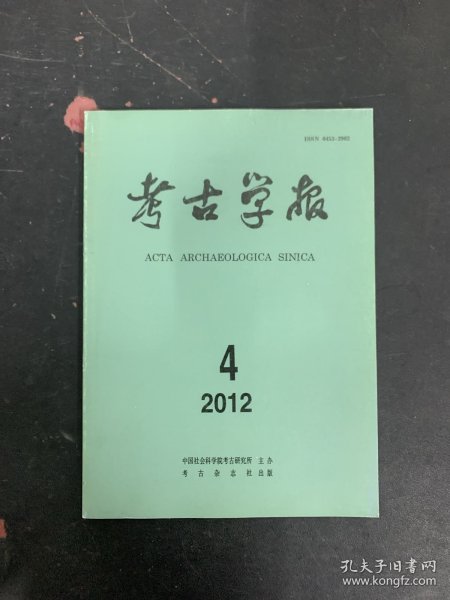 ISSN 0453-2902
考古学报
ACTA ARCHAEOLOGICA SINICA
4
2012
中国社会科学院考古研究所 主办
考古杂志社出版
孔夫子旧书网
www.kongfz.com